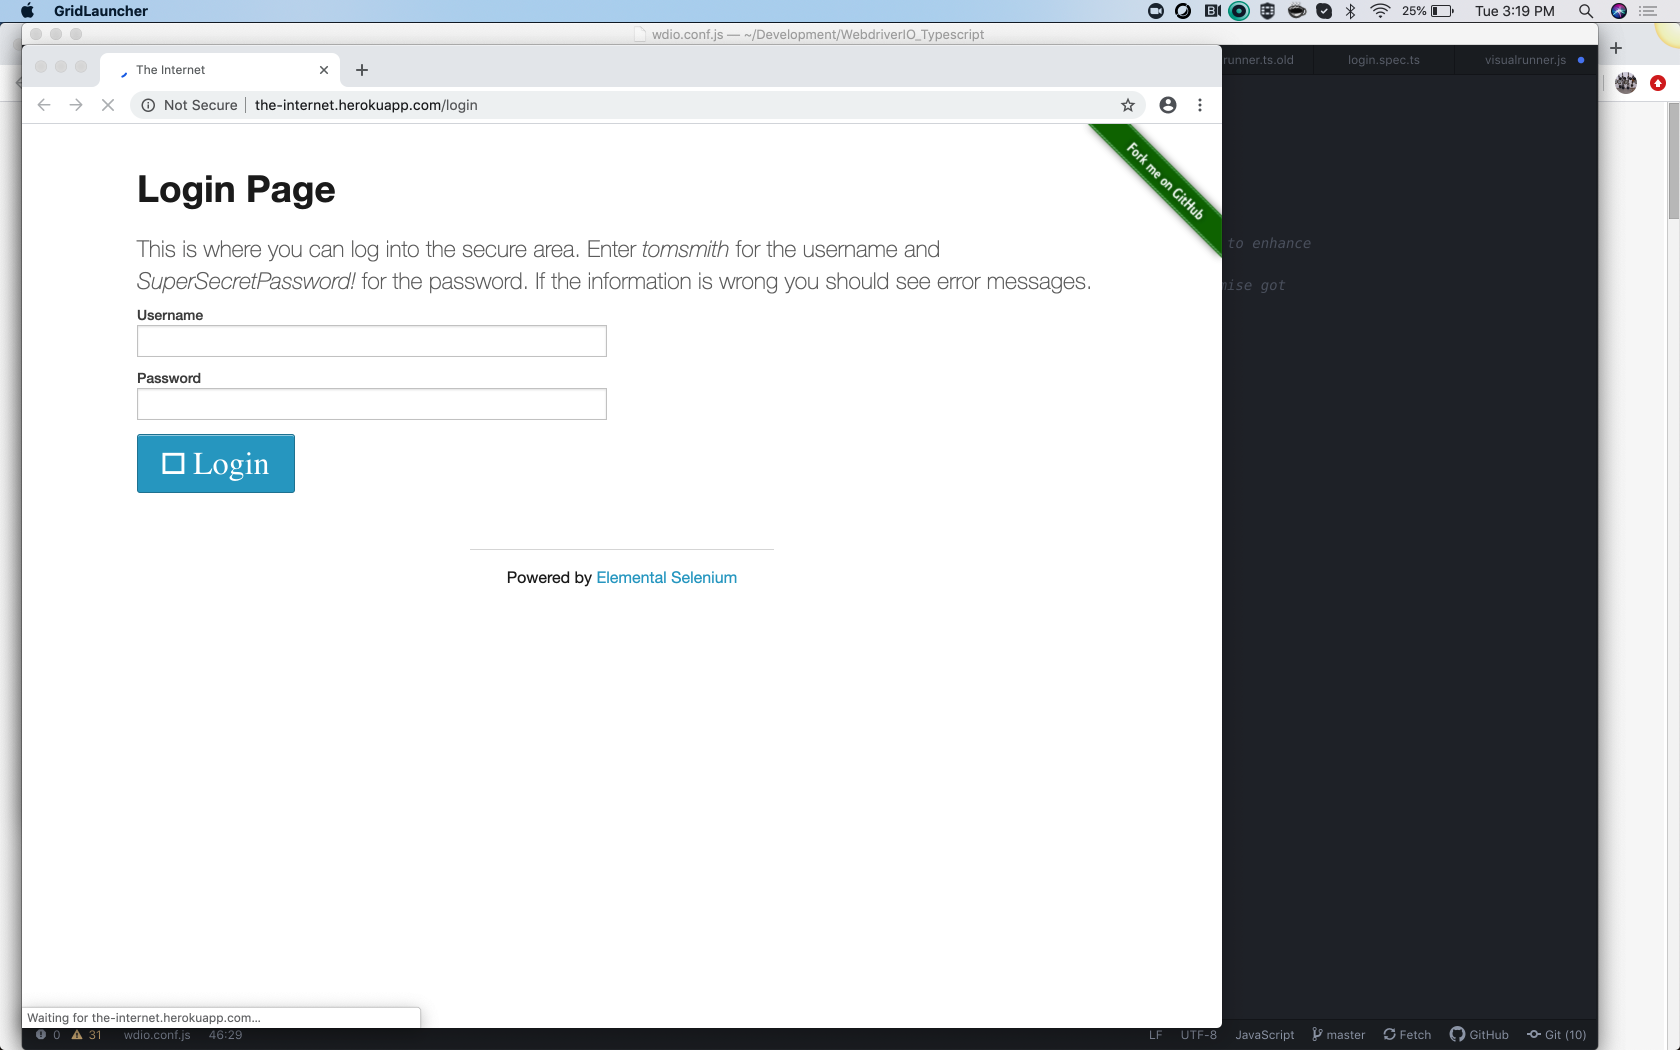 GridLauncher
25%
Tue 3:19 PM
wdio.conf.js — ~/Development/WebdriverIO_Typescript
The Internet
runner.ts.old
login.spec.ts
visualrunner.js
Not Secure
the-internet.herokuapp.com/login
Fork me on GitHub
Login Page
This is where you can log into the secure area. Enter tomsmith for the username and
SuperSecretPassword! for the password. If the information is wrong you should see error messages.
to enhance
mise got
Username
Password
Login
Powered by Elemental Selenium
Waiting for the-internet.herokuapp.com...
0 31 wdio.conf.js 46:29
LF UTF-8 JavaScript master Fetch GitHub Git (10)